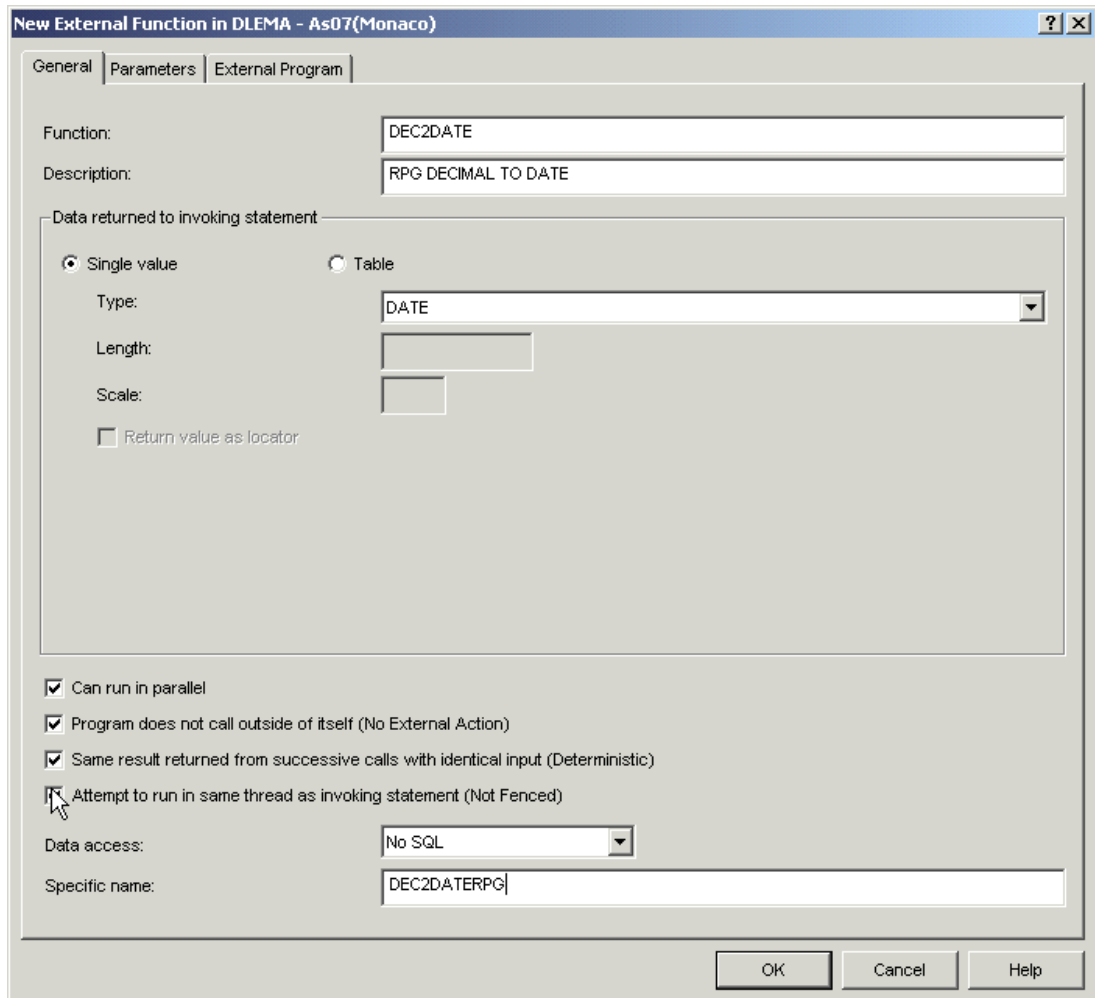 New External Function in DLEMA - As07(Monaco)
General Parameters External Program
Function: DEC2DATE
Description: RPG DECIMAL TO DATE
Data returned to invoking statement
Single value Table
Type: DATE
Length:
Scale:
Return value as locator
Can run in parallel
Program does not call outside of itself (No External Action)
Same result returned from successive calls with identical input (Deterministic)
Attempt to run in same thread as invoking statement (Not Fenced)
Data access: No SQL
Specific name: DEC2DATERPG
OK Cancel Help